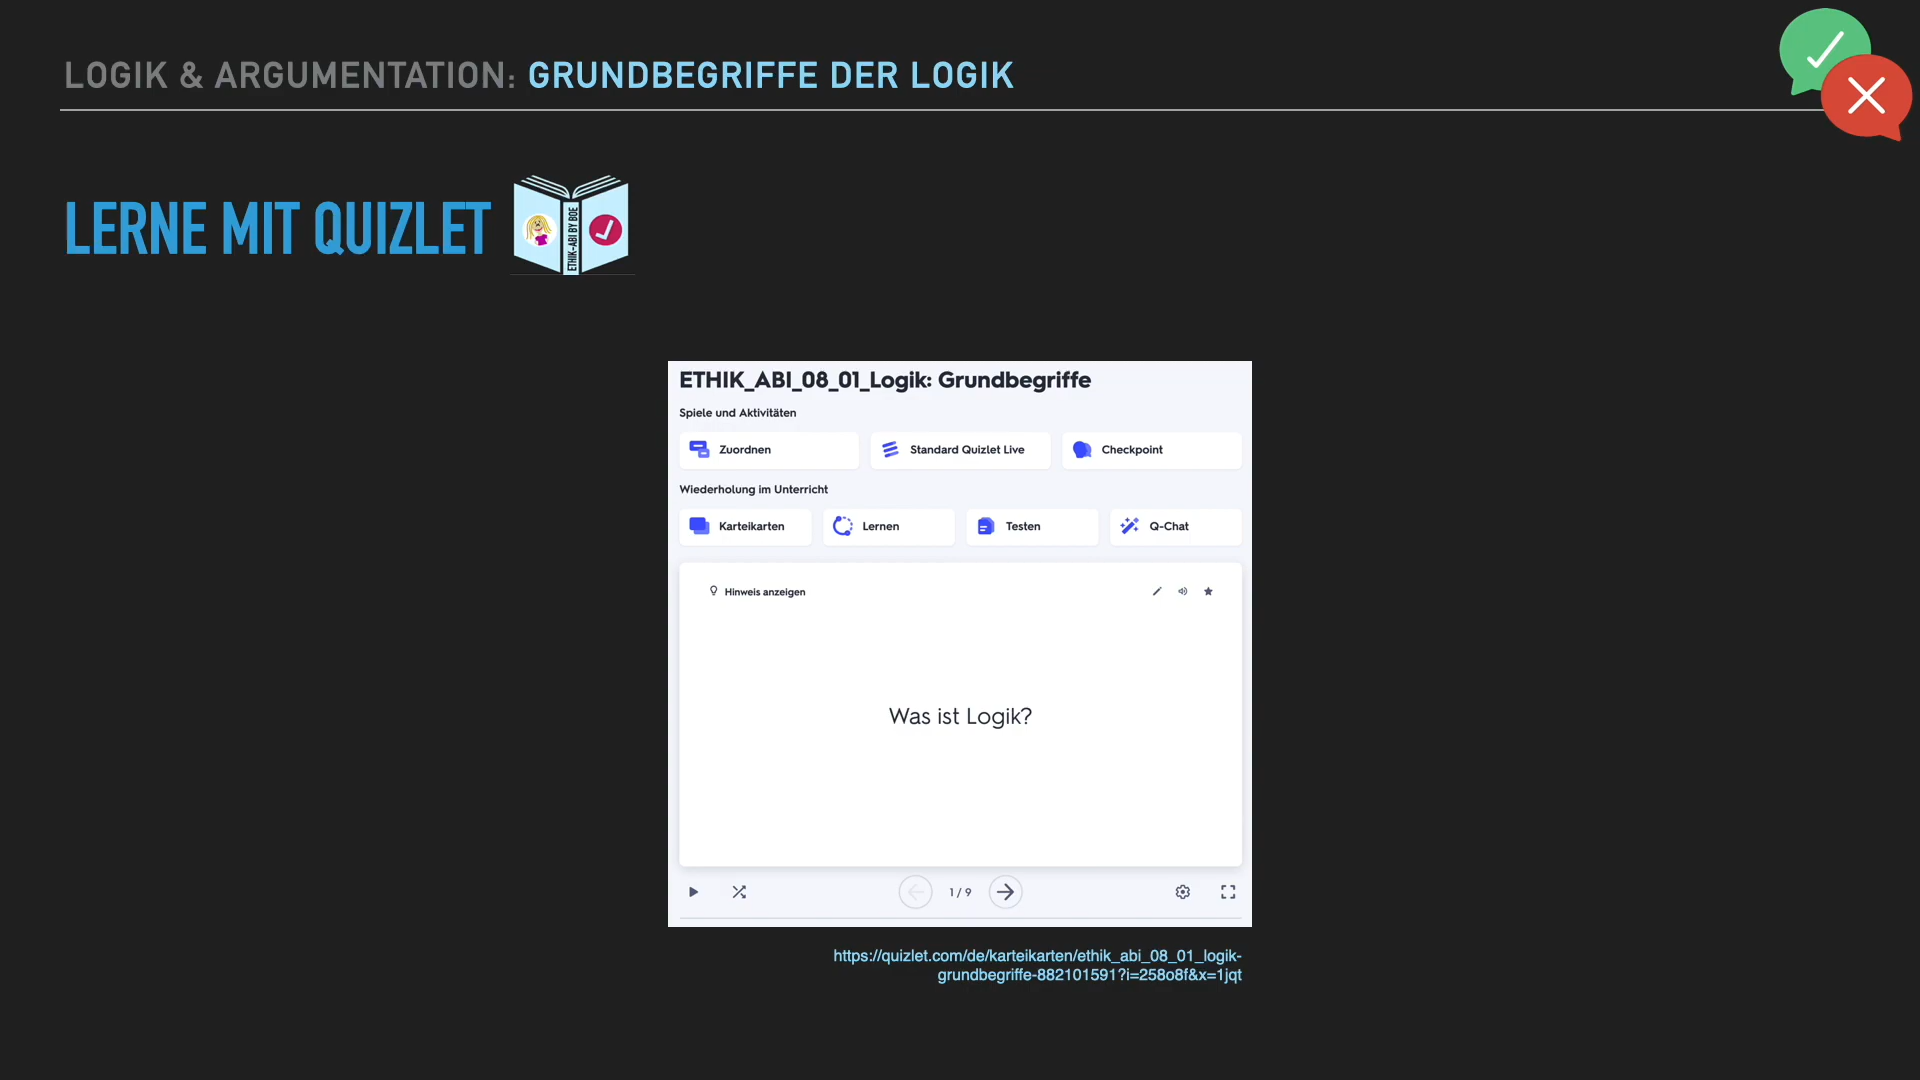 LOGIK & ARGUMENTATION: GRUNDBEGRIFFE DER LOGIK
LERNE MIT QUIZLET
ETHIK-ABI BY BOE
ETHIK_ABI_08_01_Logik: Grundbegriffe
Spiele und Aktivitäten
Zuordnen
Standard Quizlet Live
Checkpoint
Wiederholung im Unterricht
Karteikarten
Lernen
Testen
Q-Chat
Hinweis anzeigen
Was ist Logik?
1 / 9
https://quizlet.com/de/karteikarten/ethik_abi_08_01_logik-
grundbegriffe-882101591?i=258o8f&x=1jqt